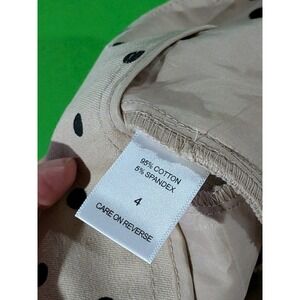 95% COTTON
5% SPANDEX
4
CARE ON REVERSE